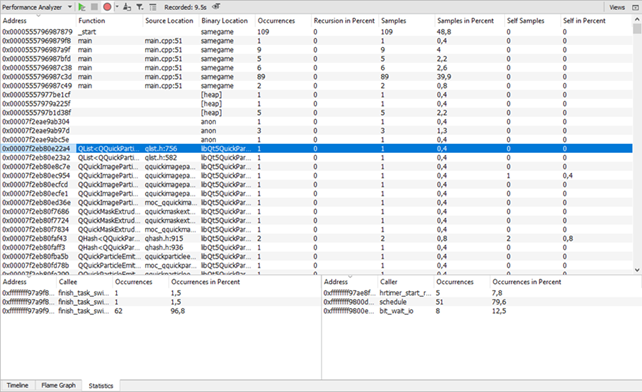 Performance Analyzer Recorded: 9.5s Views
Address Function Source Location Binary Location Occurrences Recursion in Percent Samples Samples in Percent Self Samples Self in Percent
0x0000555796987879 _start samegame 109 0 109 48,8 0 0
0x00005557969879f8 main main.cpp:51 samegame 1 0 1 0,4 0 0
0x0000555796987a9f main main.cpp:51 samegame 9 0 9 4 0 0
0x0000555796987bfd main main.cpp:51 samegame 5 0 5 2,2 0 0
0x0000555796987c38 main main.cpp:51 samegame 6 0 6 2,6 0 0
0x0000555796987c3d main main.cpp:51 samegame 89 0 89 39,9 0 0
0x0000555796987c49 main main.cpp:51 samegame 2 0 2 0,8 0 0
0x00005557977be1cf [heap] 1 0 1 0,4 0 0
0x00005557979a225f [heap] 1 0 1 0,4 0 0
0x0000555797b1d38f [heap] 5 0 5 2,2 0 0
0x00007f2eae9ab304 anon 1 0 1 0,4 0 0
0x00007f2eae9ab97d anon 3 0 3 1,3 0 0
0x00007f2eae9abc5e anon 1 0 1 0,4 0 0
0x00007f2eb80e22a4 QList<QQuickParti... qlist.h:756 libQt5QuickPar... 1 0 1 0,4 0 0
0x00007f2eb80e23a2 QList<QQuickParti... qlist.h:582 libQt5QuickPar... 1 0 1 0,4 0 0
0x00007f2eb80e8c7e QQuickImageParti... qquickimagepa... libQt5QuickPar... 1 0 1 0,4 0 0
0x00007f2eb80ec954 QQuickImageParti... qquickimagepa... libQt5QuickPar... 1 0 1 0,4 1 0,4
0x00007f2eb80ecfcd QQuickImageParti... qquickimagepa... libQt5QuickPar... 1 0 1 0,4 0 0
0x00007f2eb80ecfe1 QQuickImageParti... qquickimagepa... libQt5QuickPar... 1 0 1 0,4 0 0
0x00007f2eb80ed36e QQuickImageParti... moc_qquickima... libQt5QuickPar... 1 0 1 0,4 0 0
0x00007f2eb80f7686 QQuickMaskExtrud... qquickmaskext... libQt5QuickPar... 1 0 1 0,4 0 0
0x00007f2eb80f7724 QQuickMaskExtrud... qquickmaskext... libQt5QuickPar... 1 0 1 0,4 0 0
0x00007f2eb80f7834 QQuickMaskExtrud... moc_qquickma... libQt5QuickPar... 1 0 1 0,4 0 0
0x00007f2eb80faf43 QHash<QQuickPar... qhash.h:915 libQt5QuickPar... 2 0 2 0,8 2 0,8
0x00007f2eb80faff3 QHash<QQuickPar... qhash.h:936 libQt5QuickPar... 1 0 1 0,4 0 0
0x00007f2eb80fba5b QQuickParticleEmit... qquickparticlee... libQt5QuickPar... 1 0 1 0,4 0 0
0x00007f2eb80fd78b QQuickParticleEmit... moc_qquickpart... libQt5QuickPar... 1 0 1 0,4 0 0
Address Callee Occurrences Occurrences in Percent
0xffffffff97a9f8... finish_task_swi... 1 1,5
0xffffffff97a9f8... finish_task_swi... 1 1,5
0xffffffff97a9f9... finish_task_swi... 62 96,8
Address Caller Occurrences Occurrences in Percent
0xffffffff97ae8f... hrtimer_start_r... 5 7,8
0xffffffff9800d... schedule 51 79,6
0xffffffff9800e... bit_wait_io 8 12,5
Timeline Flame Graph Statistics